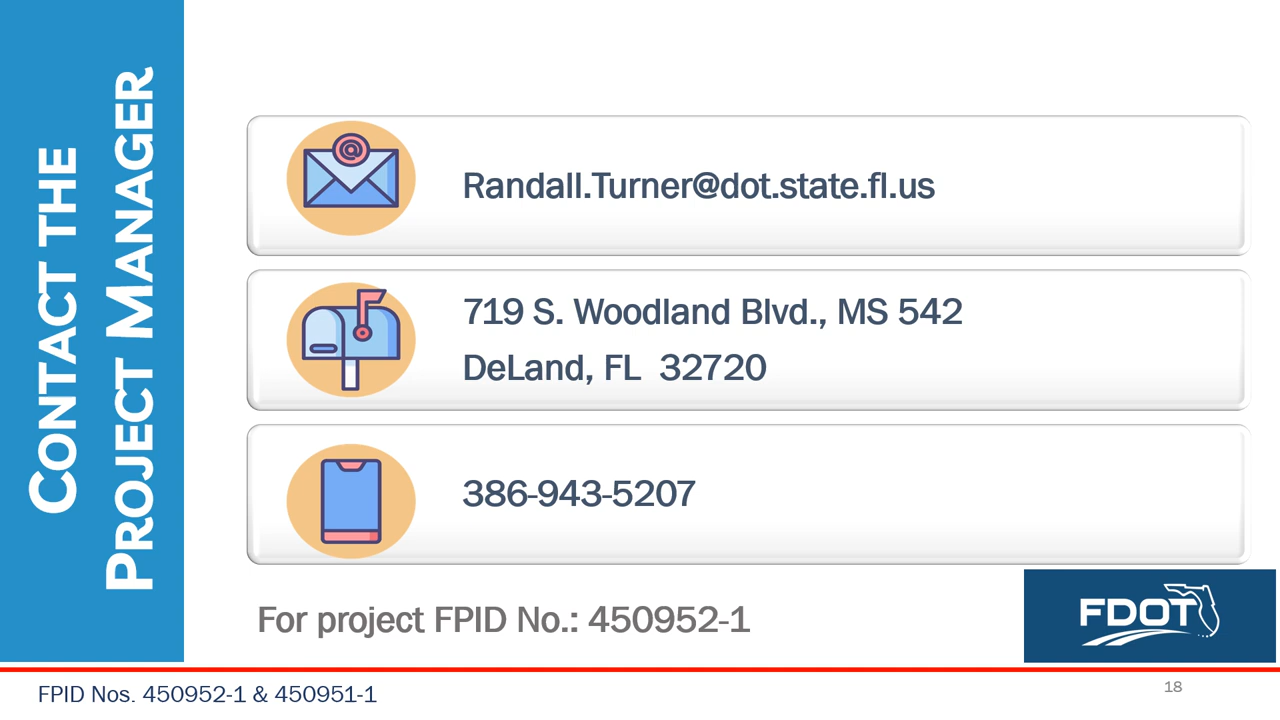 CONTACT THE
PROJECT MANAGER
@
Randall.Turner@dot.state.fl.us
719 S. Woodland Blvd., MS 542
DeLand, FL  32720
386-943-5207
For project FPID No.: 450952-1
FDOT
FPID Nos. 450952-1 & 450951-1
18